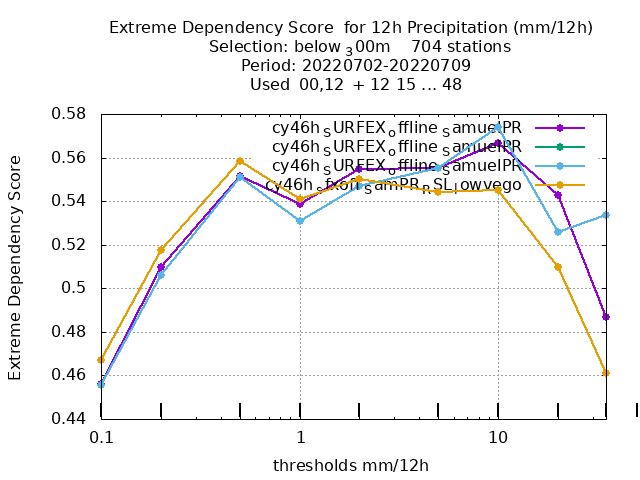 Extreme Dependency Score  for 12h Precipitation (mm/12h)
Selection: below 300m    704 stations
Period: 20220702-20220709
Used  00,12  + 12 15 ... 48
Extreme Dependency Score
0.58
0.56
0.54
0.52
0.5
0.48
0.46
0.44
cy46h_SURFEX_offline_SamuelPR
cy46h_SURFEX_offline_SamuelPR
cy46h_SURFEX_offline_SamuelPR
0.1
1
10
thresholds mm/12h